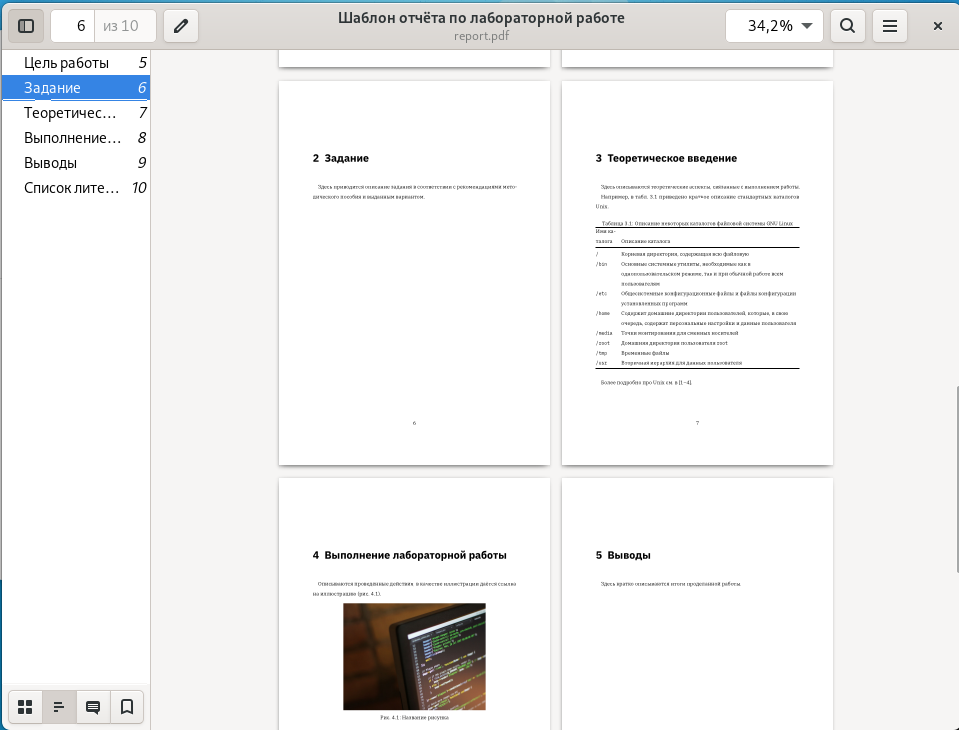 6 из 10
Шаблон отчёта по лабораторной работе
report.pdf
34,2%
Цель работы 5
Задание 6
Теоретичес… 7
Выполнение… 8
Выводы 9
Список лите… 10
2 Задание
Здесь приводится описание задания в соответствии с рекомендациями мето-
дического пособия и выданным вариантом.
6
3 Теоретическое введение
Здесь описываются теоретические аспекты, связанные с выполнением работы.
Например, в табл. 3.1 приведено краткое описание стандартных каталогов
Unix.
Таблица 3.1: Описание некоторых каталогов файловой системы GNU Linux
Имя ка-
талога Описание каталога
/ Корневая директория, содержащая всю файловую
/bin Основные системные утилиты, необходимые как в
однопользовательском режиме, так и при обычной работе всем
пользователям
/etc Общесистемные конфигурационные файлы и файлы конфигурации
установленных программ
/home Содержит домашние директории пользователей, которые, в свою
очередь, содержат персональные настройки и данные пользователя
/media Точки монтирования для сменных носителей
/root Домашняя директория пользователя root
/tmp Временные файлы
/usr Вторичная иерархия для данных пользователя
Более подробно про Unix см. в [1–4].
7
4 Выполнение лабораторной работы
Описываются проведённые действия, в качестве иллюстрации даётся ссылка
на иллюстрацию (рис. 4.1).
Рис. 4.1: Название рисунка
5 Выводы
Здесь кратко описываются итоги проделанной работы.